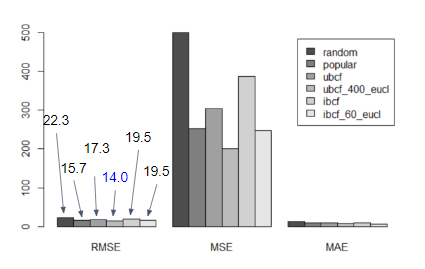 500
400
300
200
100
0
22.3
15.7
17.3
14.0
19.5
19.5
random
popular
ubcf
ubcf_400_eucl
ibcf
ibcf_60_eucl
RMSE MSE MAE